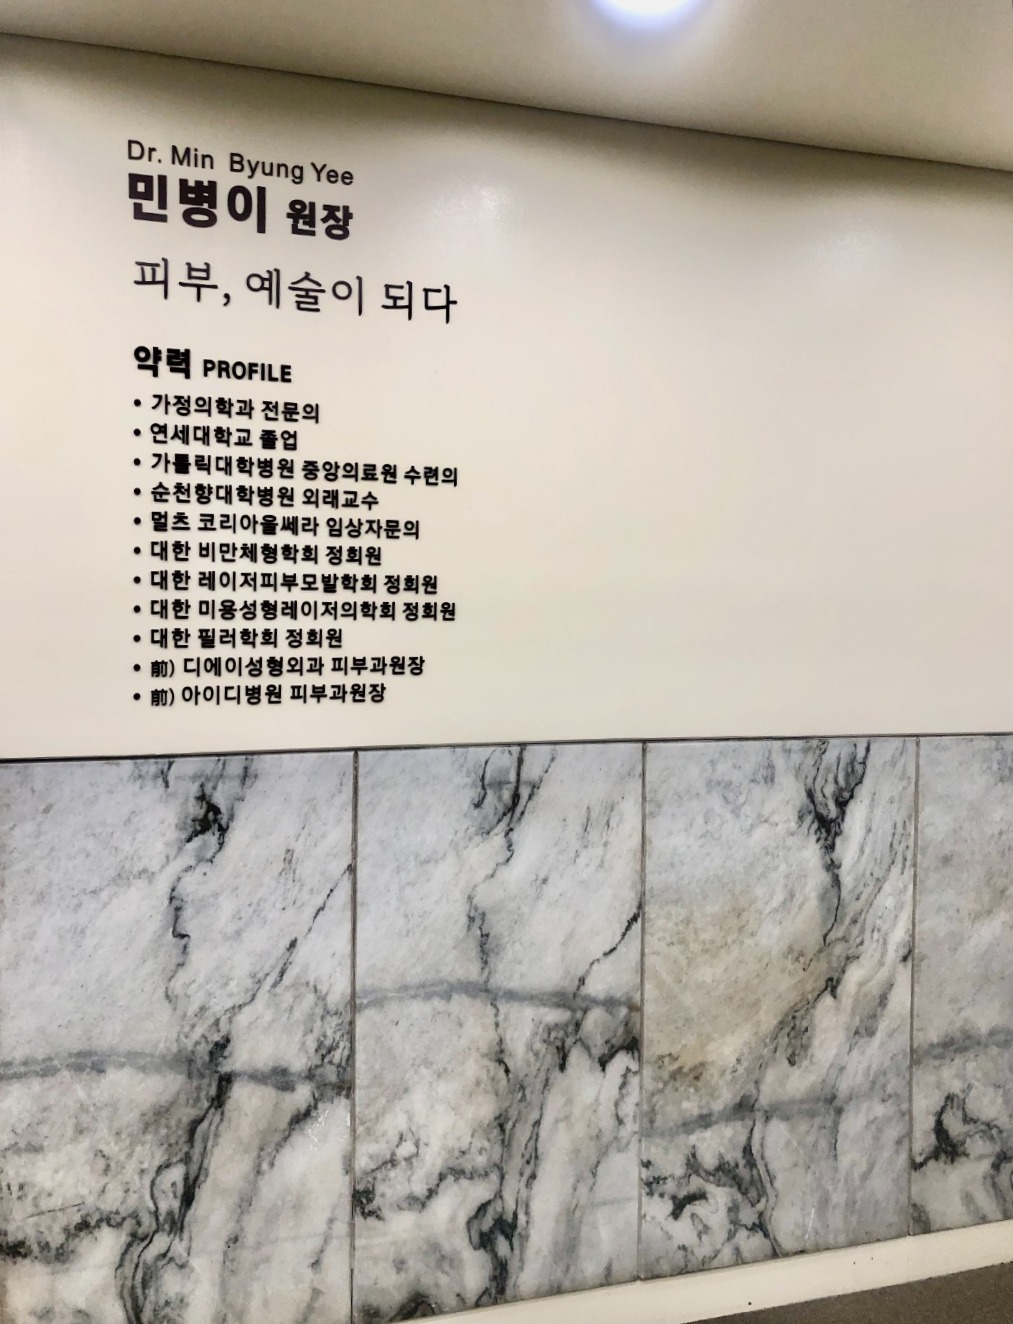 Dr. Min Byung Yee
민병이 원장
피부, 예술이 되다
약력 PROFILE
• 가정의학과 전문의
• 연세대학교 졸업
• 가톨릭대학병원 중앙의료원 수련의
• 순천향대학병원 외래교수
• 멀츠 코리아울쎄라 임상자문의
• 대한 비만체형학회 정회원
• 대한 레이저피부모발학회 정회원
• 대한 미용성형레이저의학회 정회원
• 대한 필러학회 정회원
• 前) 디에이성형외과 피부과원장
• 前) 아이디병원 피부과원장